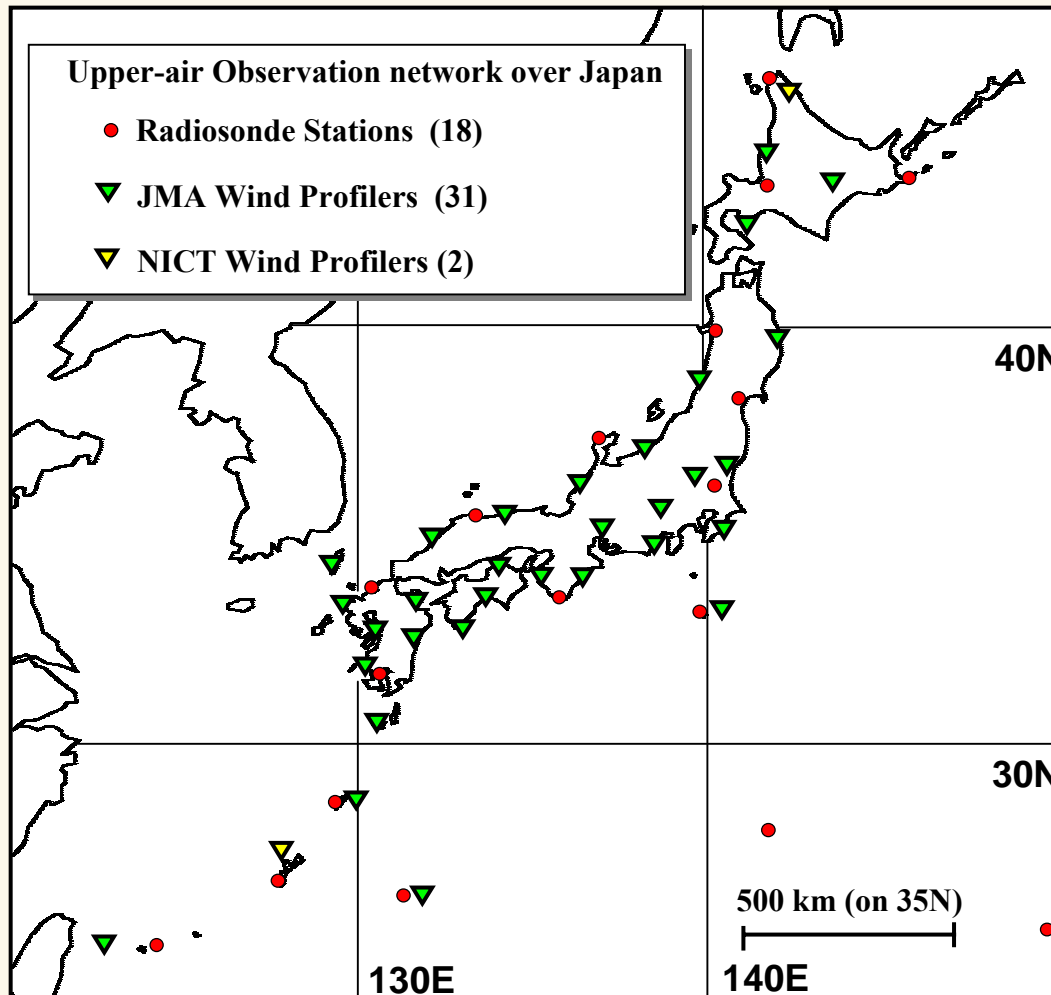 Upper-air Observation network over Japan
Radiosonde Stations (18)
JMA Wind Profilers (31)
NICT Wind Profilers (2)
40N
30N
500 km (on 35N)
130E
140E